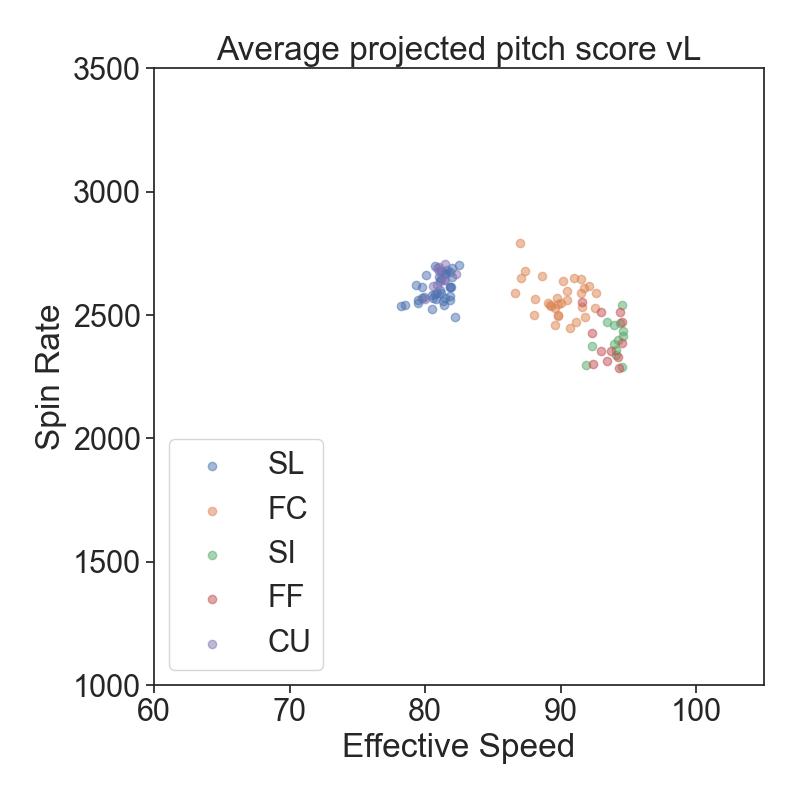 Average projected pitch score vL
3500
3000
2500
2000
1500
1000
Spin Rate
SL
FC
SI
FF
CU
60 70 80 90 100
Effective Speed